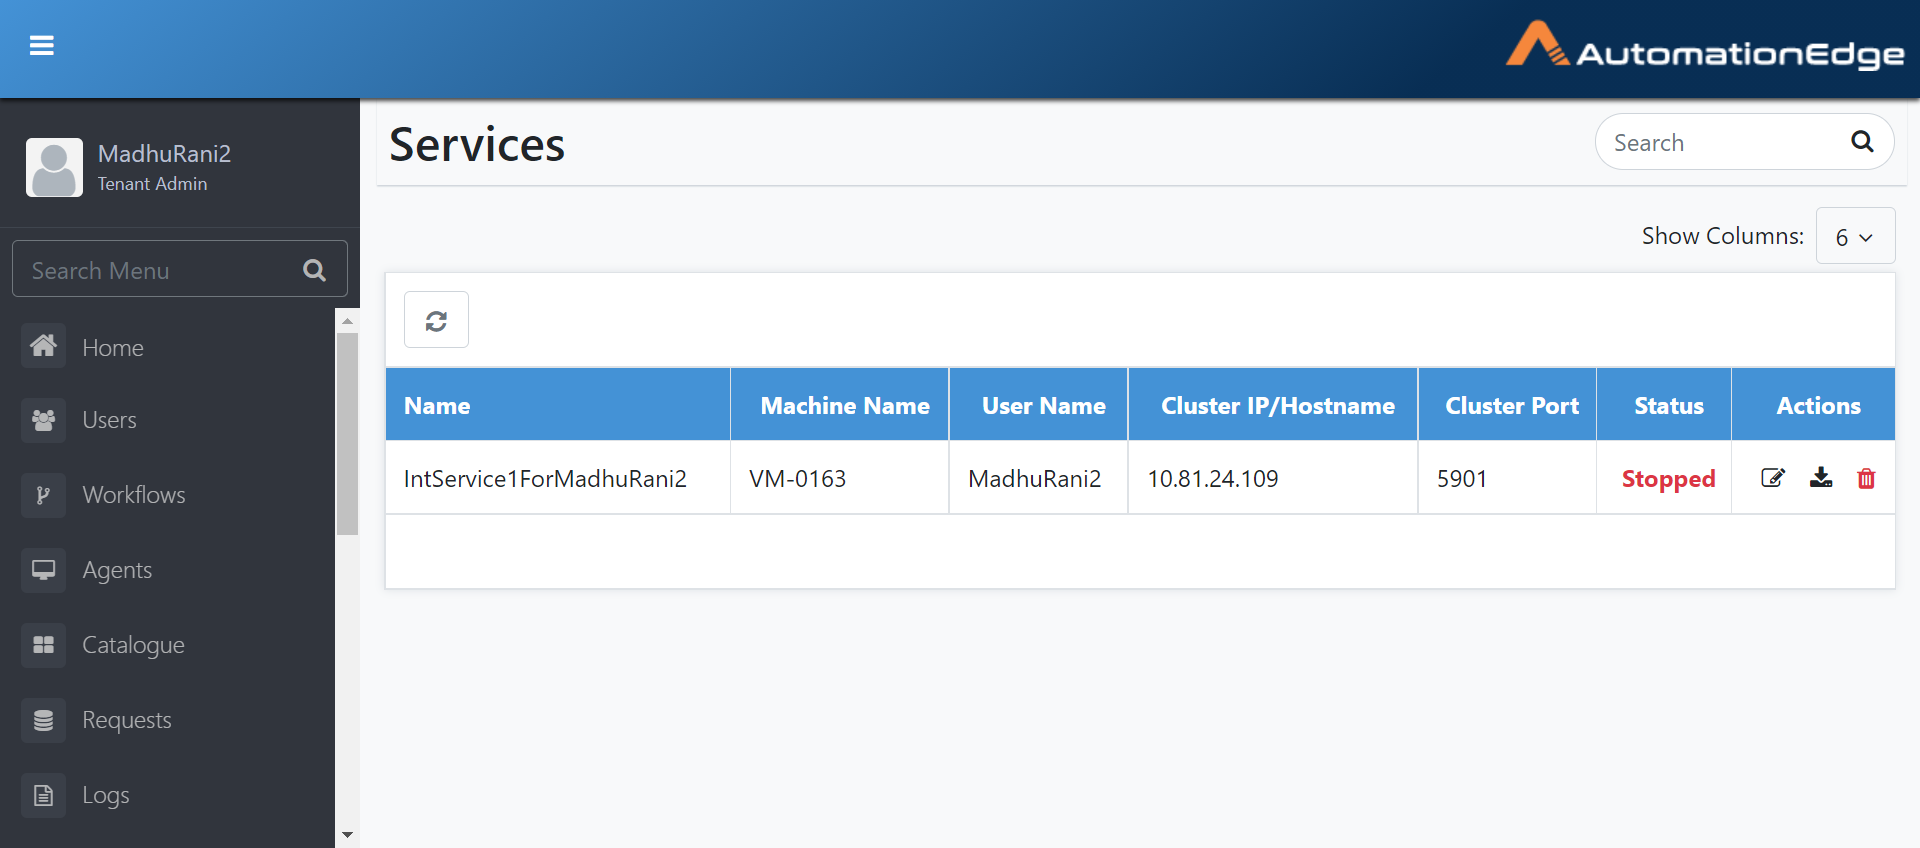 AutomationEdge
MadhuRani2
Tenant Admin
Search Menu
Home
Users
Workflows
Agents
Catalogue
Requests
Logs
Services
Search
Show Columns: 6
Name Machine Name User Name Cluster IP/Hostname Cluster Port Status Actions
IntService1ForMadhuRani2 VM-0163 MadhuRani2 10.81.24.109 5901 Stopped